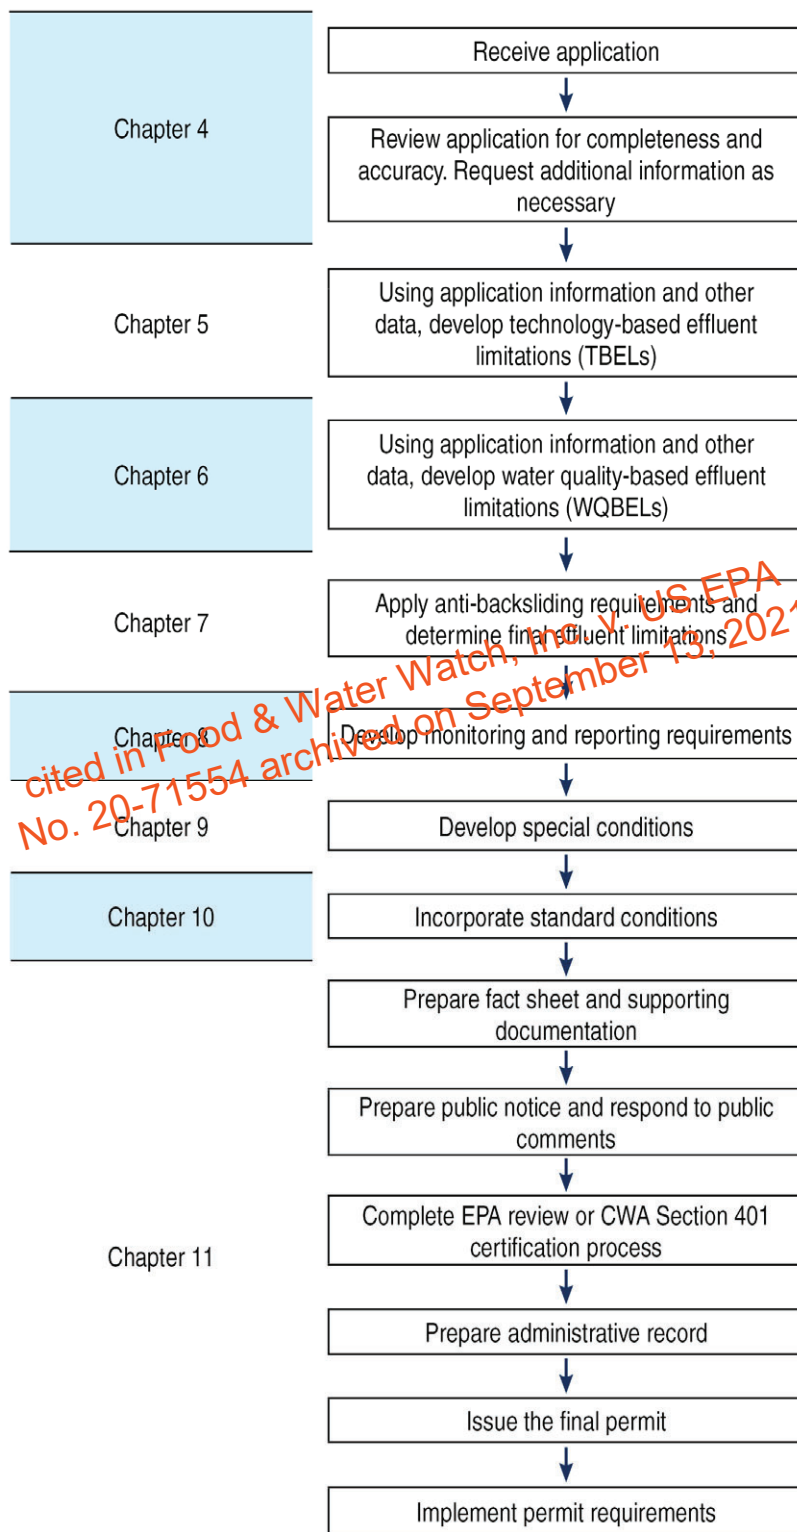 Chapter 4
Receive application
Review application for completeness and
accuracy. Request additional information as
necessary
Chapter 5
Using application information and other
data, develop technology-based effluent
limitations (TBELs)
Chapter 6
Using application information and other
data, develop water quality-based effluent
limitations (WQBELs)
Chapter 7
Apply anti-backsliding requirements and
determine final effluent limitations
Chapter 8
Develop monitoring and reporting requirements
cited in Food & Water Watch, Inc. v. US EPA
No. 20-71554 archived on September 13, 2021
Chapter 9
Develop special conditions
Chapter 10
Incorporate standard conditions
Chapter 11
Prepare fact sheet and supporting
documentation
Prepare public notice and respond to public
comments
Complete EPA review or CWA Section 401
certification process
Prepare administrative record
Issue the final permit
Implement permit requirements